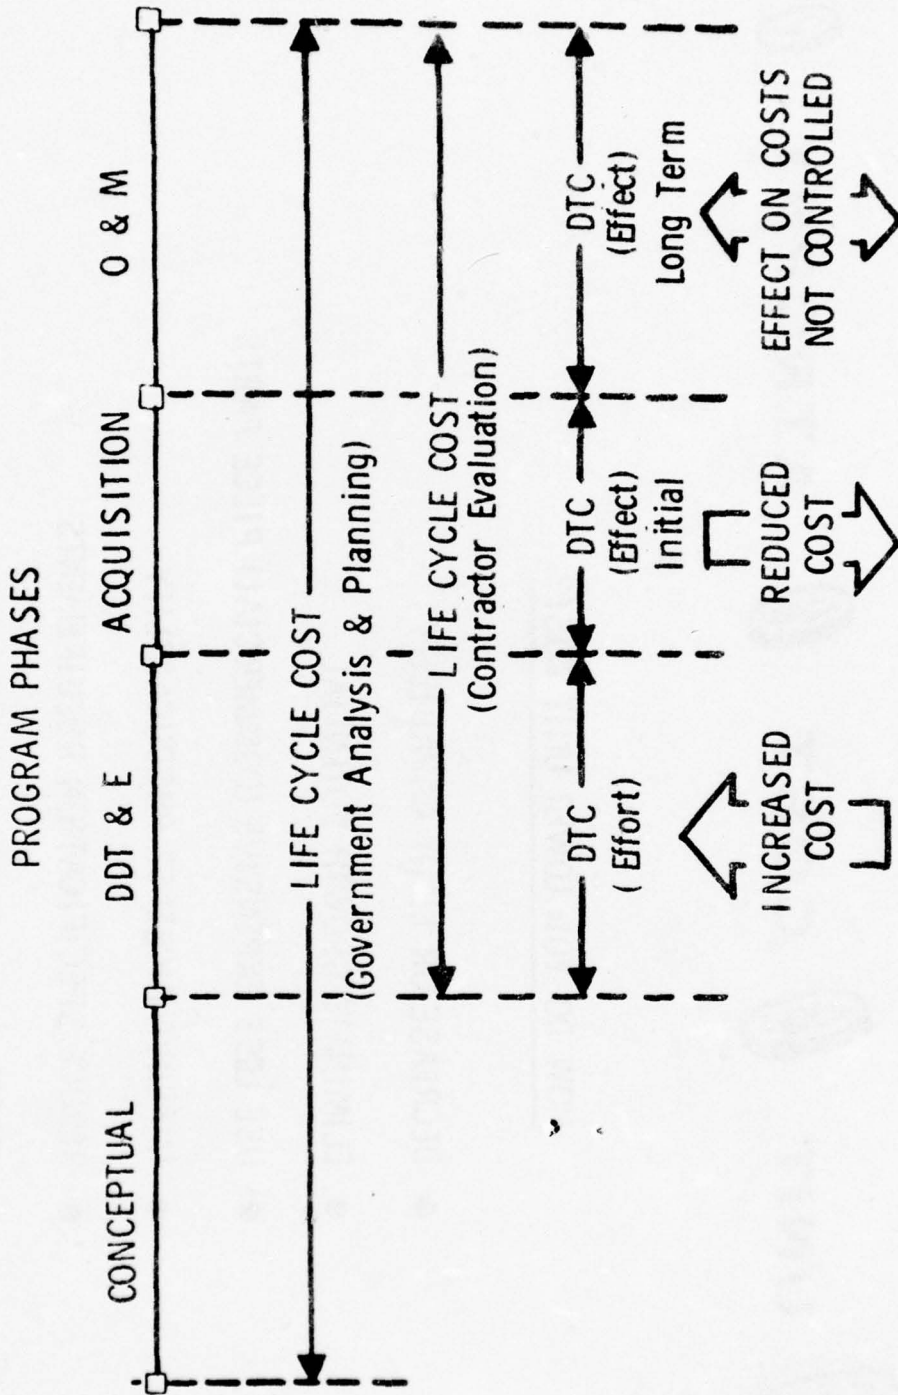 PROGRAM PHASES
CONCEPTUAL
DDT & E
ACQUISITION
O & M
LIFE CYCLE COST
(Government Analysis & Planning)
LIFE CYCLE COST
(Contractor Evaluation)
DTC
(Effort)
DTC
(Effect)
Initial
DTC
(Effect)
Long Term
INCREASED
COST
REDUCED
COST
EFFECT ON COSTS
NOT CONTROLLED